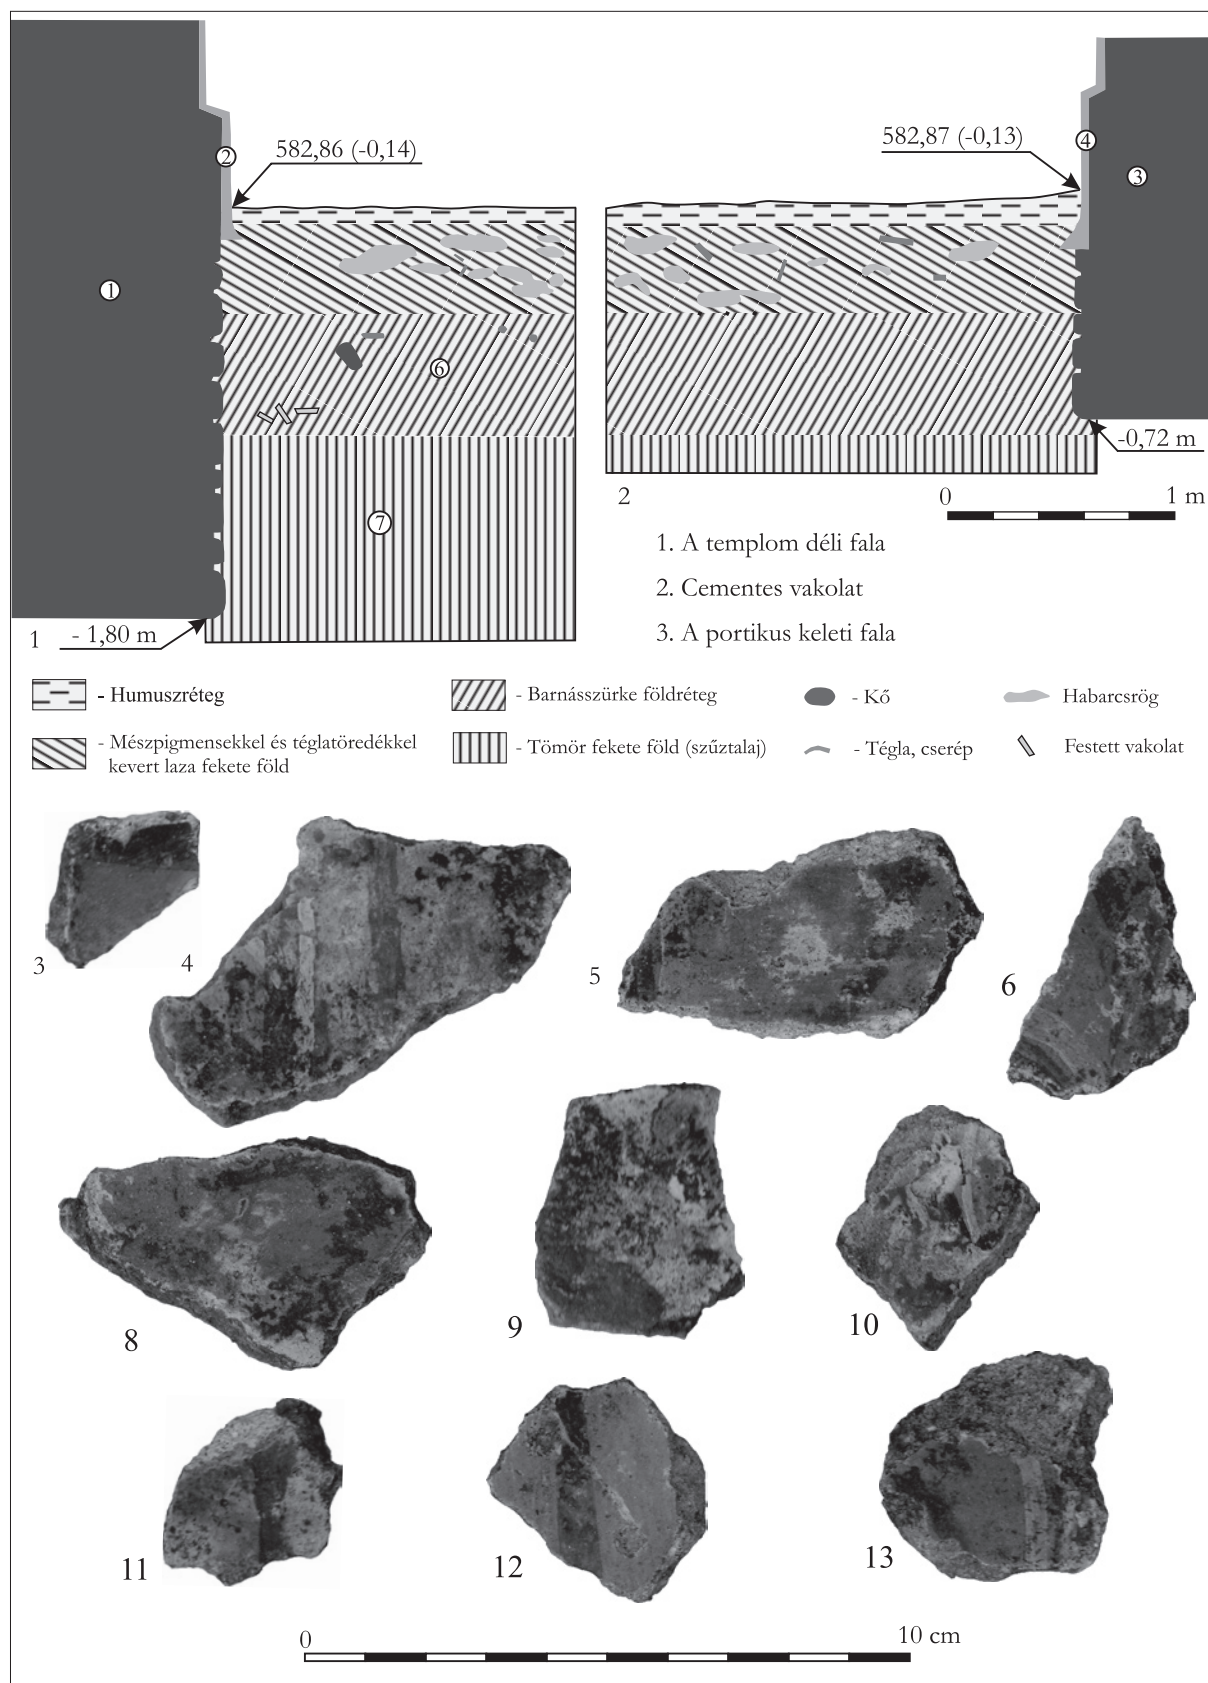 582,86 (-0,14)
582,87 (-0,13)
2
4
3
1
6
7
-0,72 m
2
0 1 m
1. A templom déli fala
2. Cementes vakolat
3. A portikus keleti fala
1
- 1,80 m
- Humuszréteg
- Barnásszürke földréteg
- Kő
Habarcsrög
- Mészpigmensekkel és téglatöredékkel
kevert laza fekete föld
- Tömör fekete föld (szűztalaj)
- Tégla, cserép
Festett vakolat
3
4
5
6
8
9
10
11
12
13
0 10 cm